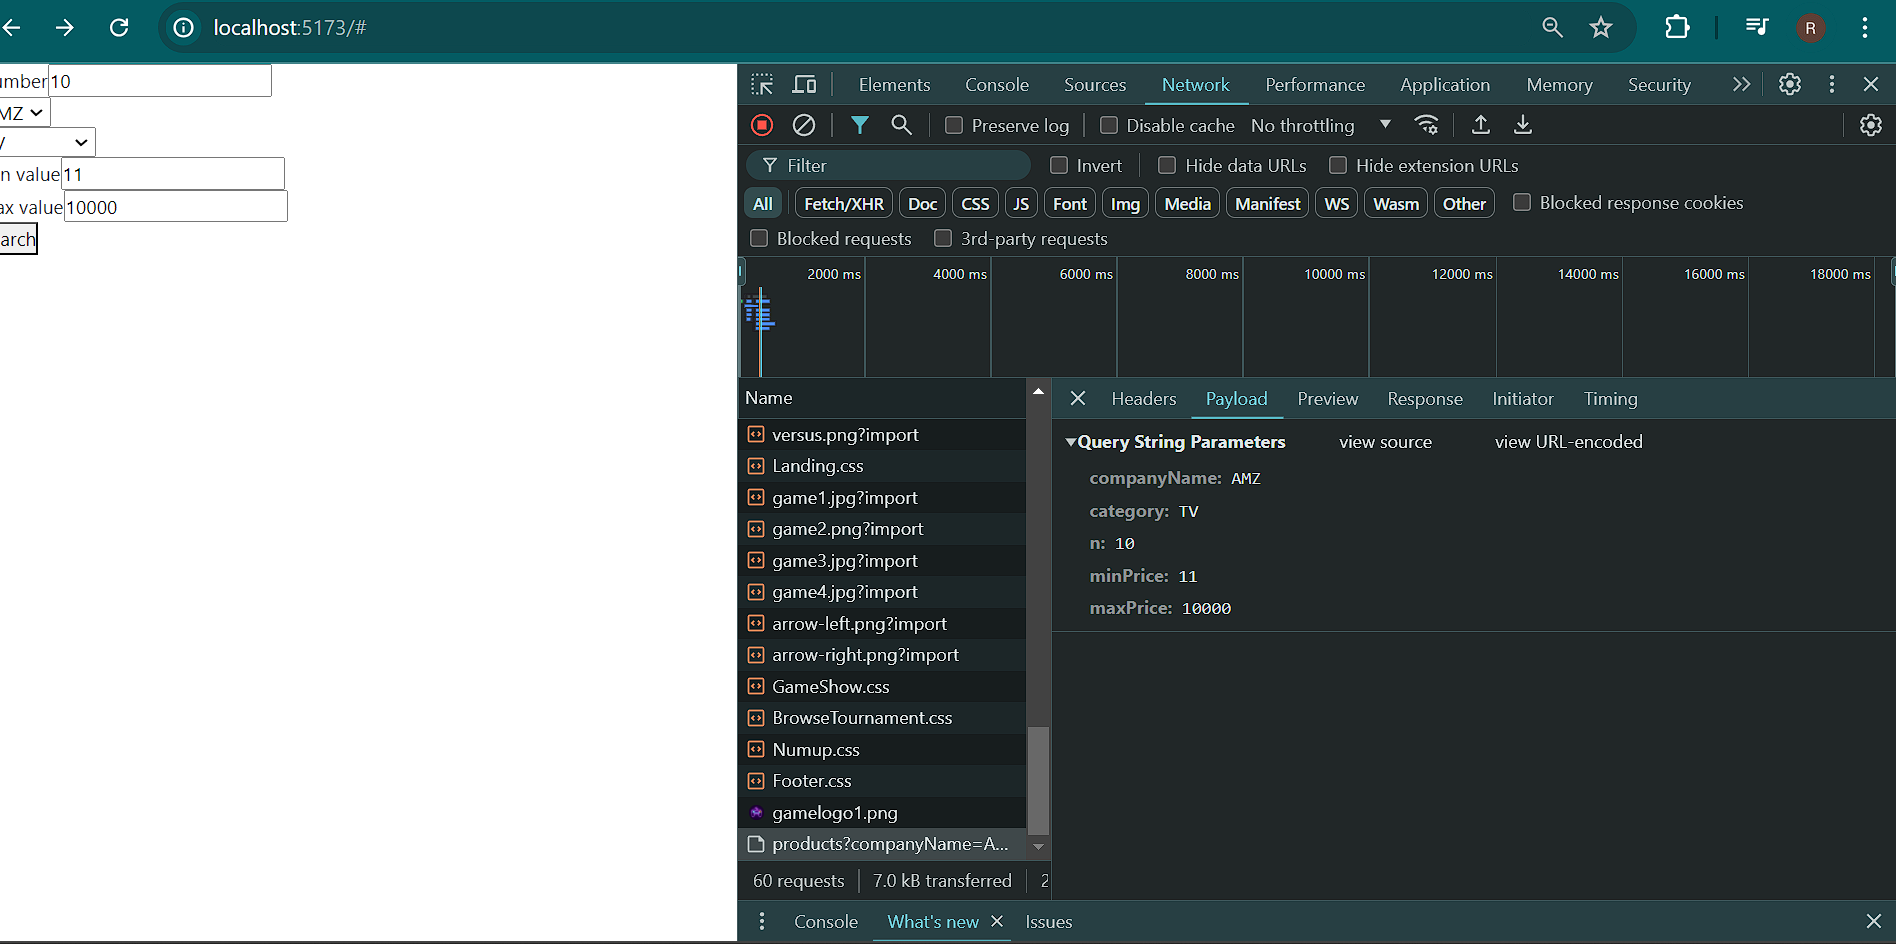 localhost:5173/#
R
umber 10
MZ
n value 11
ax value 10000
arch
Elements Console Sources Network Performance Application Memory Security
Preserve log Disable cache No throttling
Filter Invert Hide data URLs Hide extension URLs
All Fetch/XHR Doc CSS JS Font Img Media Manifest WS Wasm Other Blocked response cookies
Blocked requests 3rd-party requests
2000 ms 4000 ms 6000 ms 8000 ms 10000 ms 12000 ms 14000 ms 16000 ms 18000 ms
Name
versus.png?import
Landing.css
game1.jpg?import
game2.png?import
game3.jpg?import
game4.jpg?import
arrow-left.png?import
arrow-right.png?import
GameShow.css
BrowseTournament.css
Numup.css
Footer.css
gamelogo1.png
products?companyName=A...
60 requests 7.0 kB transferred 2
Headers Payload Preview Response Initiator Timing
Query String Parameters view source view URL-encoded
companyName: AMZ
category: TV
n: 10
minPrice: 11
maxPrice: 10000
Console What's new Issues